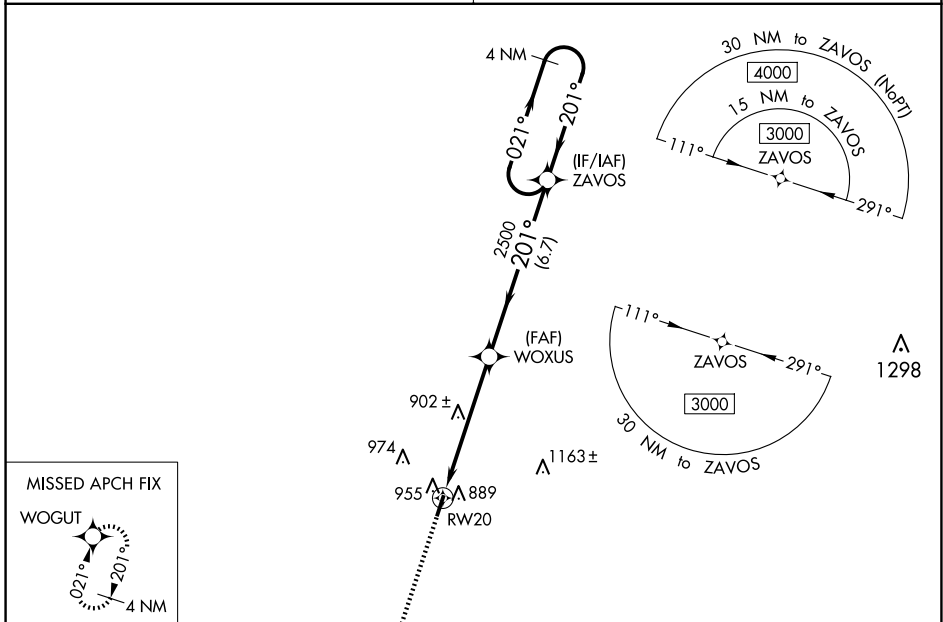 4 NM
021°
201°
(IF/IAF)
ZAVOS
2500
201°
(6.7)
(FAF)
WOXUS
902 ±
974
955
889
RW20
1163 ±
30 NM to ZAVOS (NoPT)
4000
15 NM to ZAVOS
3000
ZAVOS
111°
291°
111°
ZAVOS
291°
3000
30 NM to ZAVOS
1298
MISSED APCH FIX
WOGUT
021°
201°
4 NM